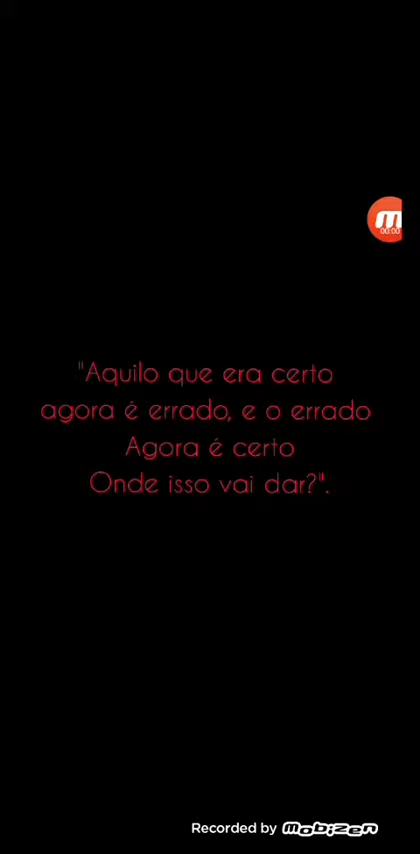 M
00:00
"Aquilo que era certo
agora é errado, e o errado
Agora é certo
Onde isso vai dar?".
Recorded by Mobizen